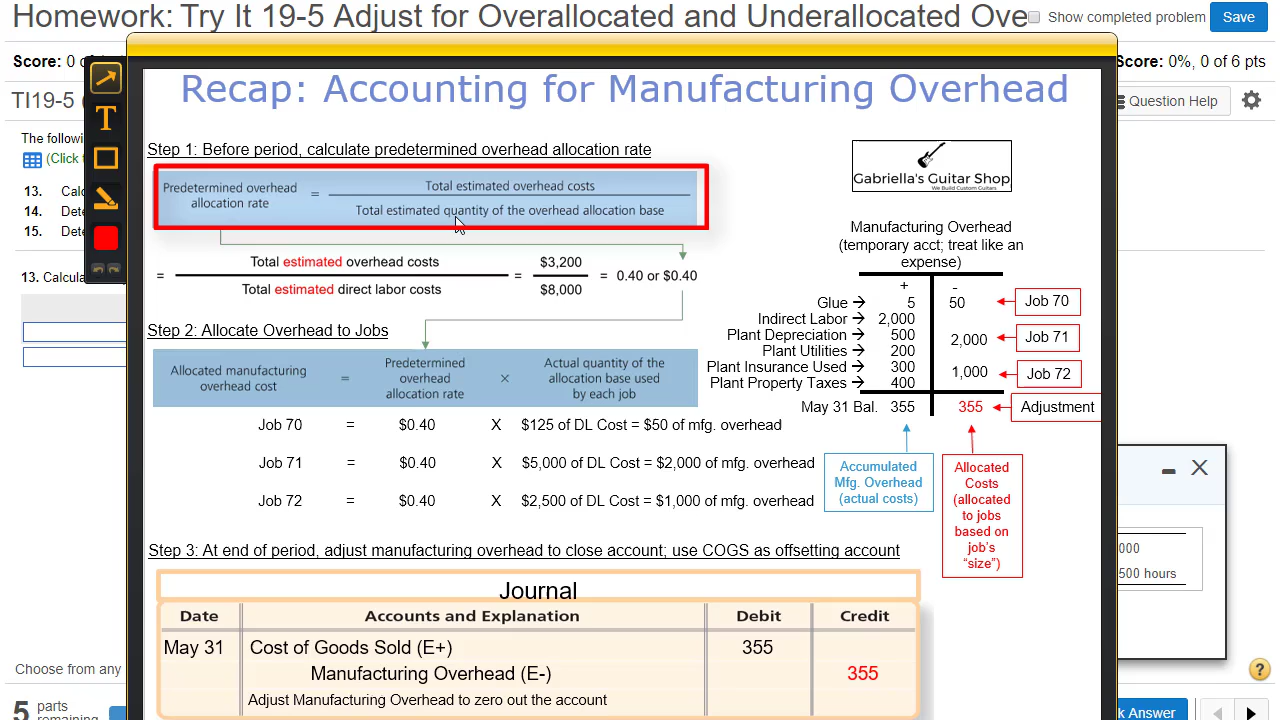 Homework: Try It 19-5 Adjust for Overallocated and Underallocated Ove
Show completed problem
Save
Score: 0
Score: 0%, 0 of 6 pts
TI19-5
Question Help
The followi
(Click t
13. Calc
14. Dete
15. Dete
13. Calcula
T
Recap: Accounting for Manufacturing Overhead
Step 1: Before period, calculate predetermined overhead allocation rate
Predetermined overhead allocation rate = Total estimated overhead costs
Total estimated quantity of the overhead allocation base
= Total estimated overhead costs = $3,200 = 0.40 or $0.40
Total estimated direct labor costs $8,000
Step 2: Allocate Overhead to Jobs
Allocated manufacturing overhead cost = Predetermined overhead allocation rate × Actual quantity of the allocation base used by each job
Job 70 = $0.40 X $125 of DL Cost = $50 of mfg. overhead
Job 71 = $0.40 X $5,000 of DL Cost = $2,000 of mfg. overhead
Job 72 = $0.40 X $2,500 of DL Cost = $1,000 of mfg. overhead
Gabriella's Guitar Shop
We Build Custom Guitars
Manufacturing Overhead
(temporary acct; treat like an
expense)
+ -
Glue → 5 50 Job 70
Indirect Labor → 2,000
Plant Depreciation → 500 2,000 Job 71
Plant Utilities → 200
Plant Insurance Used → 300 1,000 Job 72
Plant Property Taxes → 400
May 31 Bal. 355 355 Adjustment
Accumulated
Mfg. Overhead
(actual costs)
Allocated
Costs
(allocated
to jobs
based on
job's
"size")
Step 3: At end of period, adjust manufacturing overhead to close account; use COGS as offsetting account
Journal
Date Accounts and Explanation Debit Credit
May 31 Cost of Goods Sold (E+) 355
Manufacturing Overhead (E-) 355
Adjust Manufacturing Overhead to zero out the account
000
500 hours
Choose from any
5 parts
remaining
k Answer
?